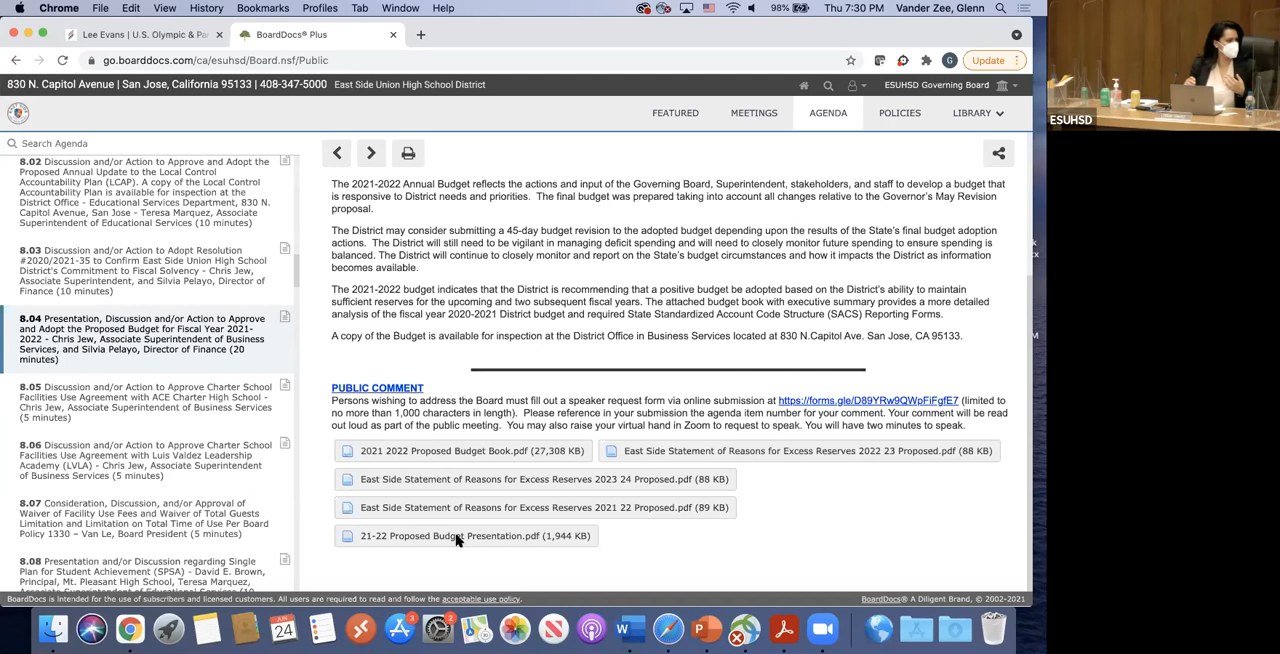 Chrome File Edit View History Bookmarks Profiles Tab Window Help 98% Thu 7:30 PM Vander Zee, Glenn
Lee Evans | U.S. Olympic & Pa
BoardDocs® Plus
go.boarddocs.com/ca/esuhsd/Board.nsf/Public
Update
830 N. Capitol Avenue | San Jose, California 95133 | 408-347-5000 East Side Union High School District
ESUHSD Governing Board
FEATURED MEETINGS AGENDA POLICIES LIBRARY
Search Agenda
8.02 Discussion and/or Action to Approve and Adopt the
Proposed Annual Update to the Local Control
Accountability Plan (LCAP). A copy of the Local Control
Accountability Plan is available for inspection at the
District Office - Educational Services Department, 830 N.
Capitol Avenue, San Jose - Teresa Marquez, Associate
Superintendent of Educational Services (10 minutes)
8.03 Discussion and/or Action to Adopt Resolution
#2020/2021-35 to Confirm East Side Union High School
District's Commitment to Fiscal Solvency - Chris Jew,
Associate Superintendent, and Silvia Pelayo, Director of
Finance (10 minutes)
8.04 Presentation, Discussion and/or Action to Approve
and Adopt the Proposed Budget for Fiscal Year 2021-
2022 - Chris Jew, Associate Superintendent of Business
Services, and Silvia Pelayo, Director of Finance (20
minutes)
8.05 Discussion and/or Action to Approve Charter School
Facilities Use Agreement with ACE Charter High School -
Chris Jew, Associate Superintendent of Business Services
(5 minutes)
8.06 Discussion and/or Action to Approve Charter School
Facilities Use Agreement with Luis Valdez Leadership
Academy (LVLA) - Chris Jew, Associate Superintendent
of Business Services (5 minutes)
8.07 Consideration, Discussion, and/or Approval of
Waiver of Facility Use Fees and Waiver of Total Guests
Limitation and Limitation on Total Time of Use Per Board
Policy 1330 – Van Le, Board President (5 minutes)
8.08 Presentation and/or Discussion regarding Single
Plan for Student Achievement (SPSA) - David E. Brown,
Principal, Mt. Pleasant High School, Teresa Marquez,
Associate Superintendent of Educational Services (10
The 2021-2022 Annual Budget reflects the actions and input of the Governing Board, Superintendent, stakeholders, and staff to develop a budget that
is responsive to District needs and priorities. The final budget was prepared taking into account all changes relative to the Governor's May Revision
proposal.
The District may consider submitting a 45-day budget revision to the adopted budget depending upon the results of the State's final budget adoption
actions. The District will still need to be vigilant in managing deficit spending and will need to closely monitor future spending to ensure spending is
balanced. The District will continue to closely monitor and report on the State's budget circumstances and how it impacts the District as information
becomes available.
The 2021-2022 budget indicates that the District is recommending that a positive budget be adopted based on the District's ability to maintain
sufficient reserves for the upcoming and two subsequent fiscal years. The attached budget book with executive summary provides a more detailed
analysis of the fiscal year 2020-2021 District budget and required State Standardized Account Code Structure (SACS) Reporting Forms.
A copy of the Budget is available for inspection at the District Office in Business Services located at 830 N.Capitol Ave. San Jose, CA 95133.
PUBLIC COMMENT
Persons wishing to address the Board must fill out a speaker request form via online submission at https://forms.gle/D89YRw9QWpFiFgfE7 (limited to
no more than 1,000 characters in length). Please reference in your submission the agenda item number for your comment. Your comment will be read
out loud as part of the public meeting. You may also raise your virtual hand in Zoom to request to speak. You will have two minutes to speak.
2021 2022 Proposed Budget Book.pdf (27,308 KB)
East Side Statement of Reasons for Excess Reserves 2022 23 Proposed.pdf (88 KB)
East Side Statement of Reasons for Excess Reserves 2023 24 Proposed.pdf (88 KB)
East Side Statement of Reasons for Excess Reserves 2021 22 Proposed.pdf (89 KB)
21-22 Proposed Budget Presentation.pdf (1,944 KB)
BoardDocs is intended for the use of subscribers and licensed customers. All users are required to read and follow the acceptable use policy.
BoardDocs® A Diligent Brand, © 2002-2021
JUN
24
3
2
ESUHSD